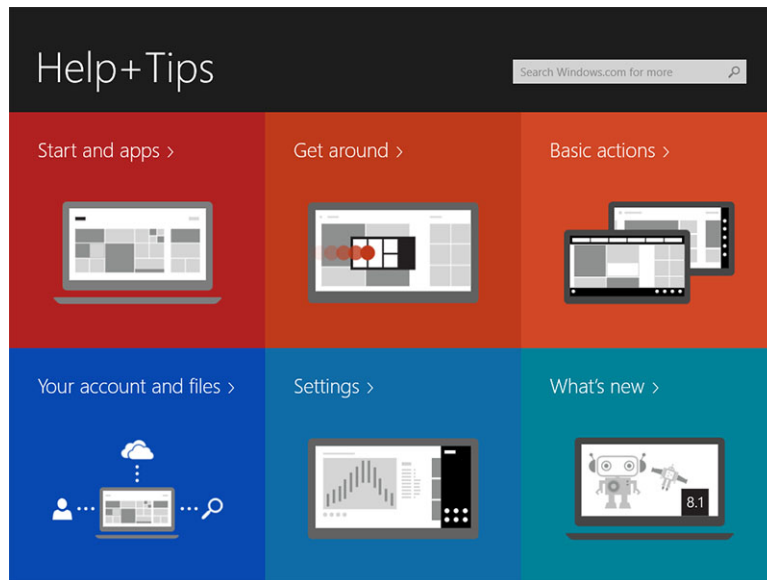 Help+Tips
Search Windows.com for more
Start and apps >
Get around >
Basic actions >
Your account and files >
Settings >
What's new >
8.1